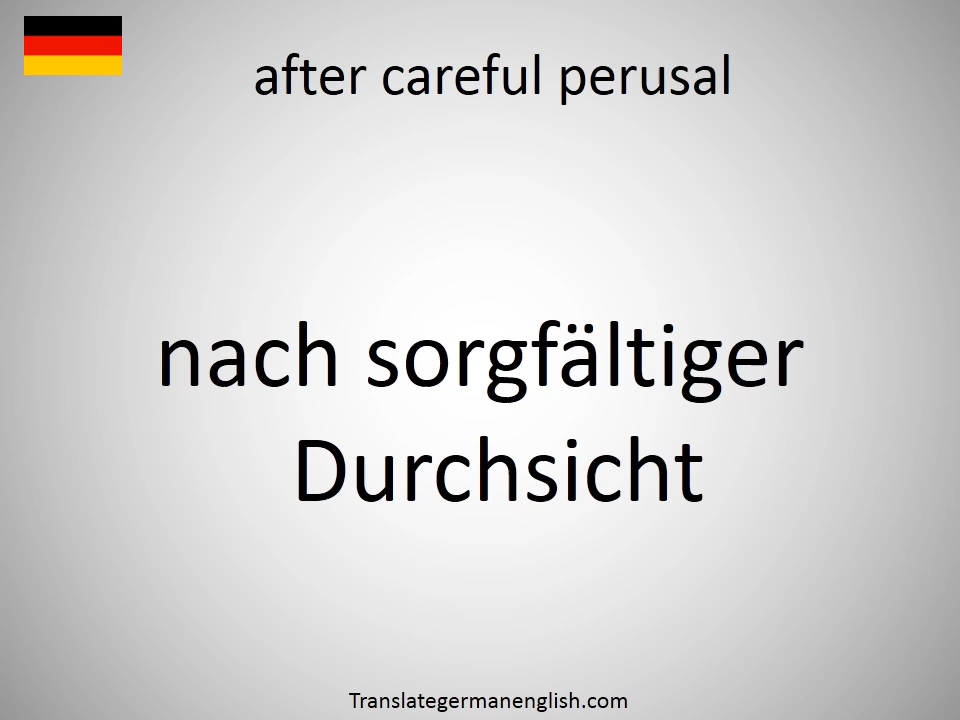 after careful perusal
nach sorgfältiger
Durchsicht
Translategermanenglish.com